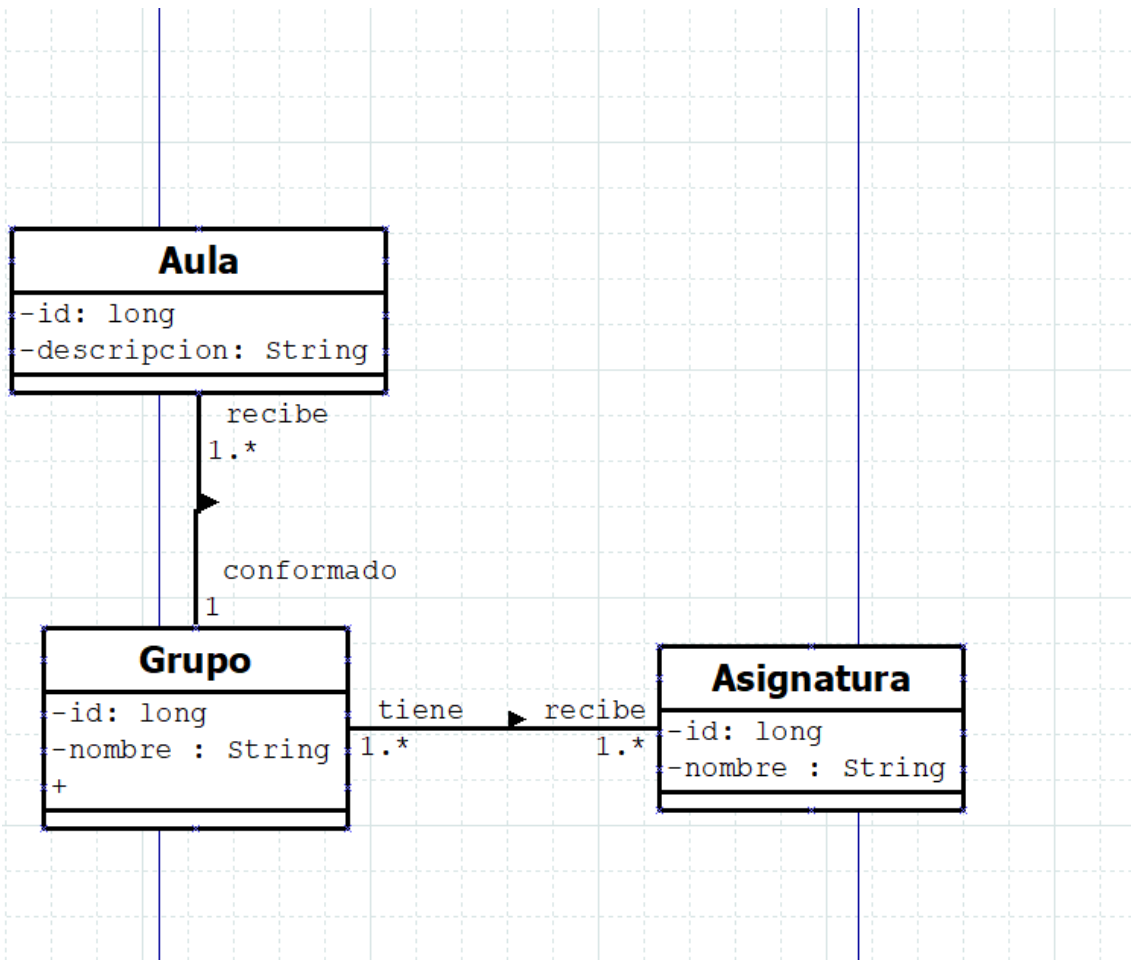 Aula
-id: long
-descripcion: String
recibe
1.*
conformado
1
Grupo
-id: long
-nombre : String
+
tiene
recibe
1.*
1.*
Asignatura
-id: long
-nombre : String